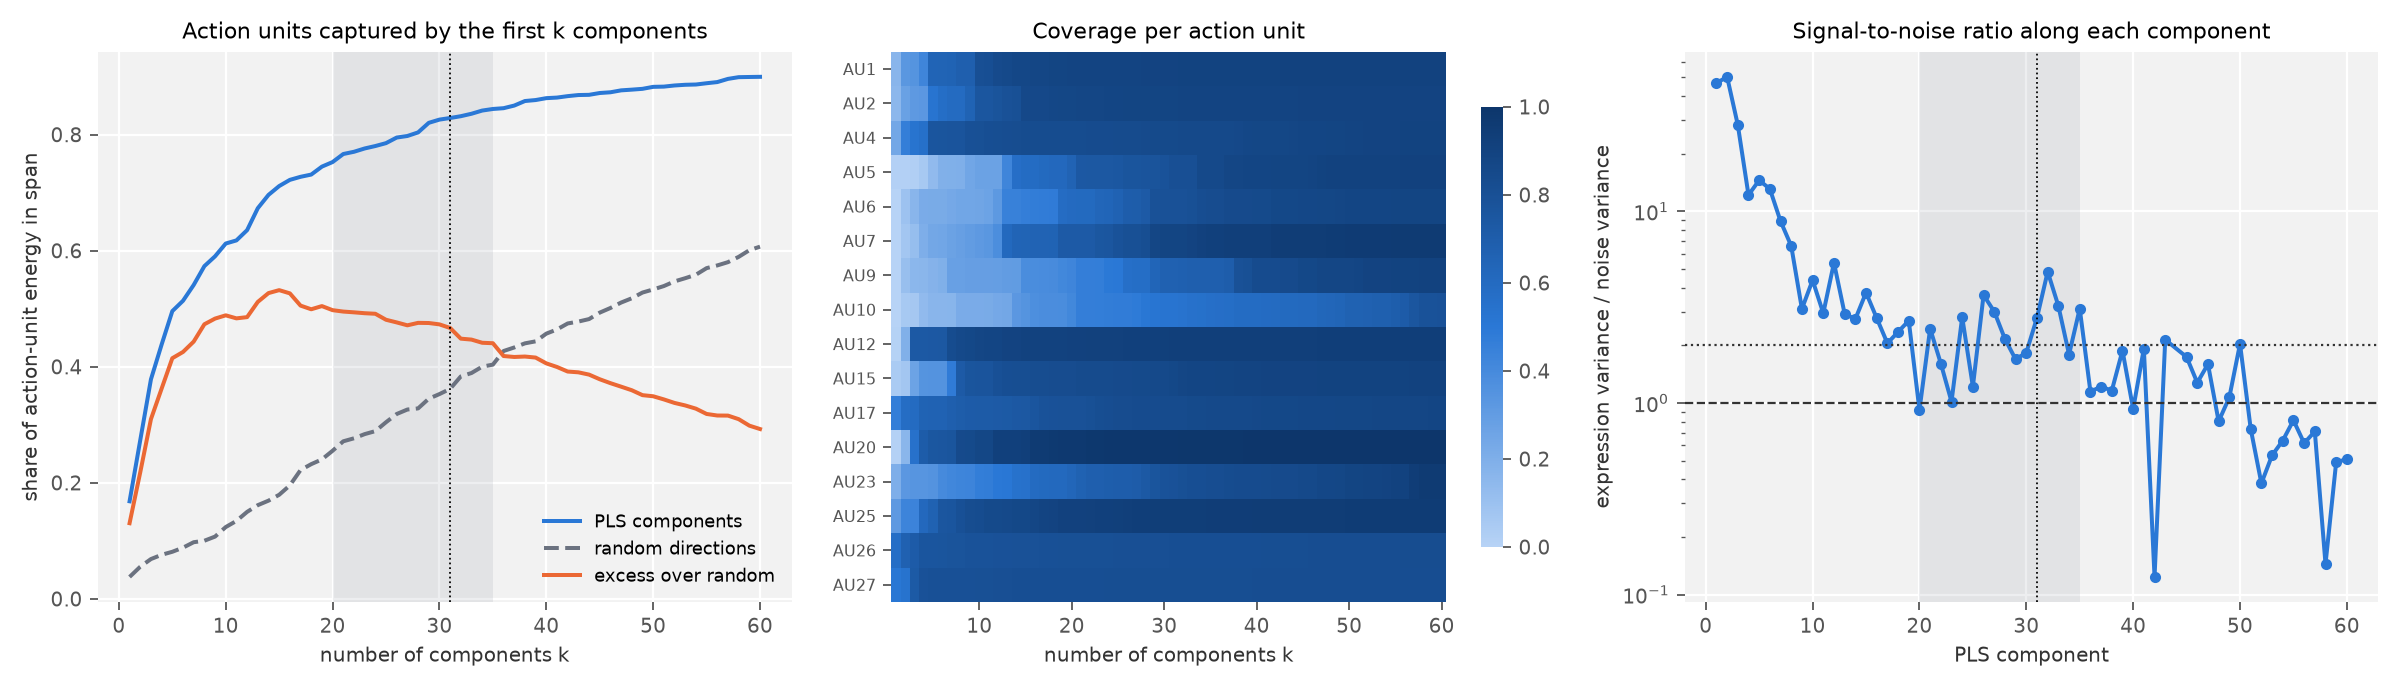 Action units captured by the first k components
share of action-unit energy in span
0.8
0.6
0.4
0.2
0.0
PLS components
random directions
excess over random
0 10 20 30 40 50 60
number of components k
Coverage per action unit
AU1
AU2
AU4
AU5
AU6
AU7
AU9
AU10
AU12
AU15
AU17
AU20
AU23
AU25
AU26
AU27
10 20 30 40 50 60
number of components k
1.0
0.8
0.6
0.4
0.2
0.0
Signal-to-noise ratio along each component
expression variance / noise variance
10¹
10⁰
10⁻¹
0 10 20 30 40 50 60
PLS component